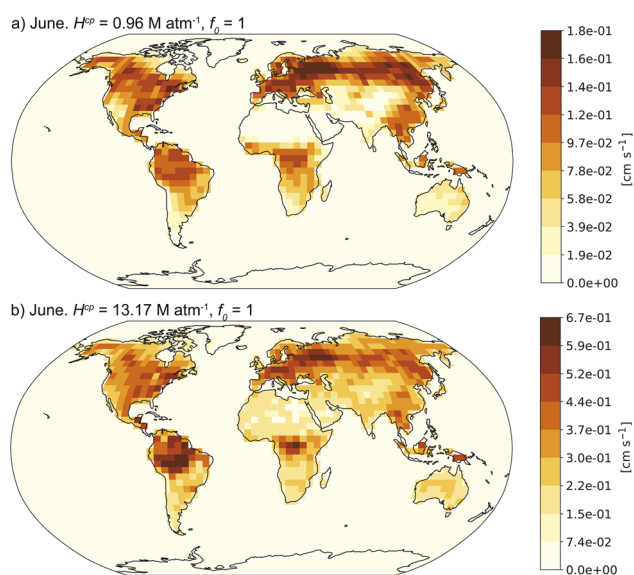 a) June. H^cp = 0.96 M atm⁻¹, f₀ = 1
1.8e-01
1.6e-01
1.4e-01
1.2e-01
9.7e-02
7.8e-02
5.8e-02
3.9e-02
1.9e-02
0.0e+00
[cm s⁻¹]
b) June. H^cp = 13.17 M atm⁻¹, f₀ = 1
6.7e-01
5.9e-01
5.2e-01
4.4e-01
3.7e-01
3.0e-01
2.2e-01
1.5e-01
7.4e-02
0.0e+00
[cm s⁻¹]